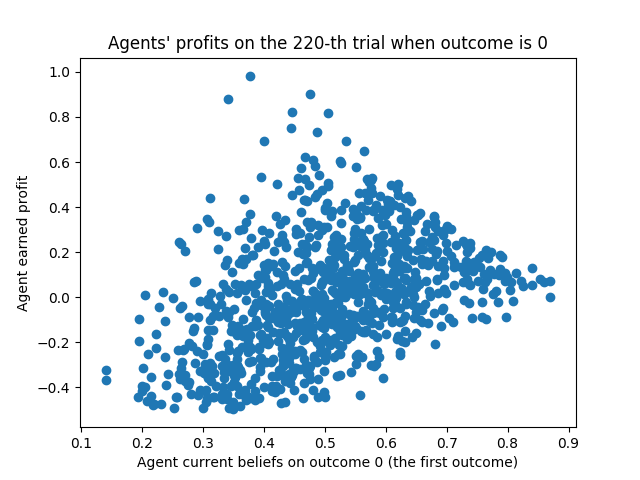 Agents' profits on the 220-th trial when outcome is 0
1.0
0.8
0.6
0.4
0.2
0.0
−0.2
−0.4
Agent earned profit
0.1 0.2 0.3 0.4 0.5 0.6 0.7 0.8 0.9
Agent current beliefs on outcome 0 (the first outcome)